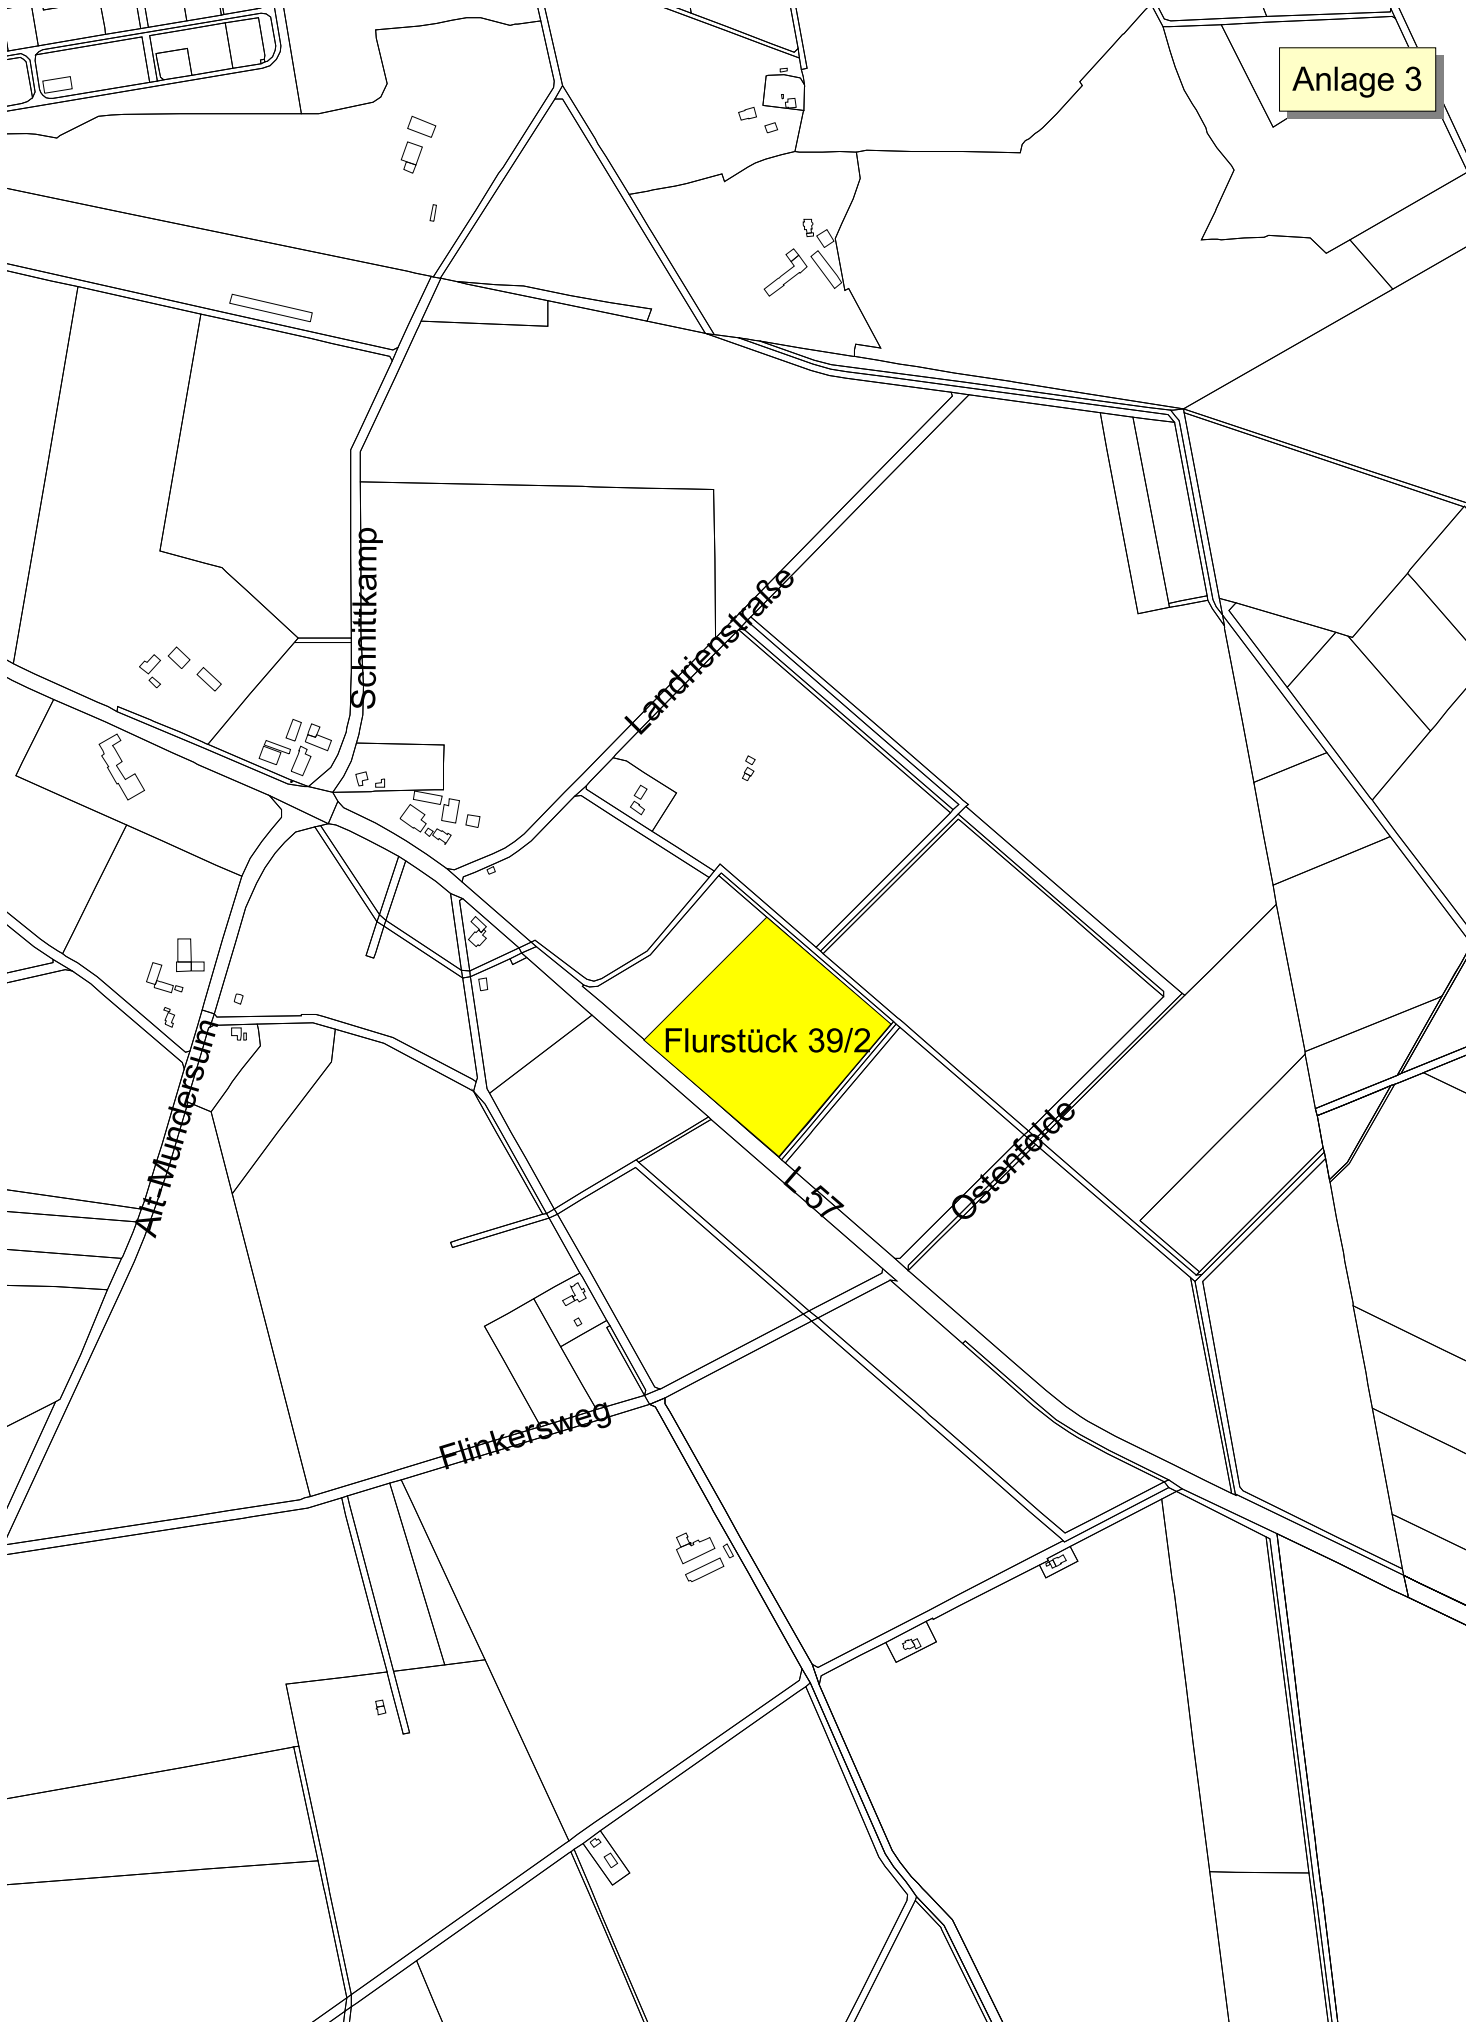 Anlage 3
Schnittkamp
Landrienstraße
Flurstück 39/2
Alt-Mundersum
Ostenfelde
L 57
Flinkersweg